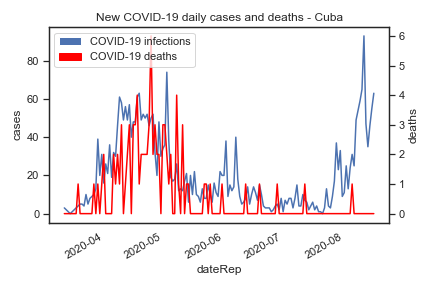 New COVID-19 daily cases and deaths - Cuba
COVID-19 infections
COVID-19 deaths
cases
80
60
40
20
0
deaths
6
5
4
3
2
1
0
2020-04
2020-05
2020-06
2020-07
2020-08
dateRep